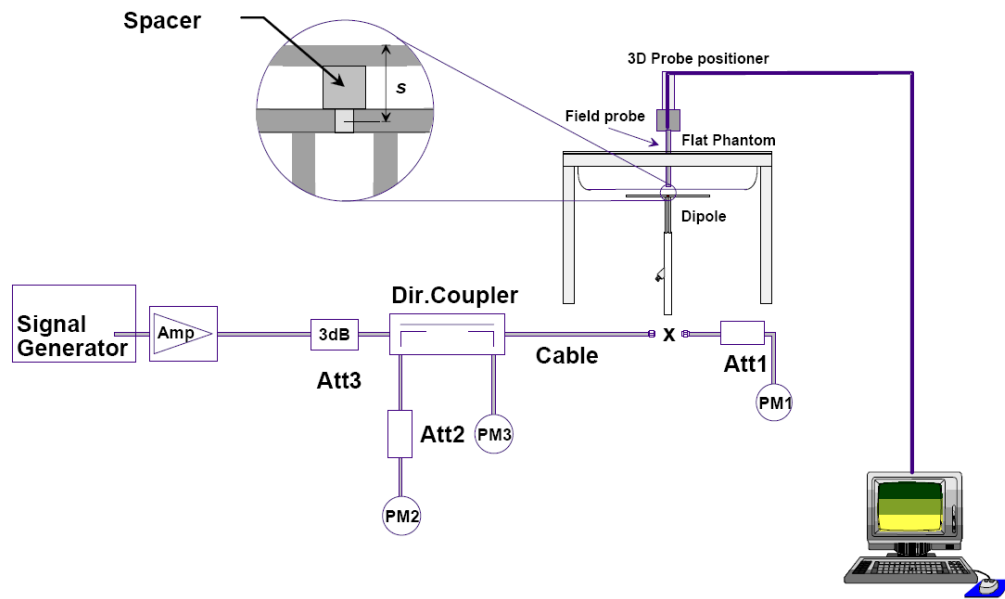 Spacer
s
3D Probe positioner
Field probe
Flat Phantom
Dipole
Dir.Coupler
Signal
Generator
Amp
3dB
Att3
Cable
x
Att1
PM1
Att2
PM3
PM2